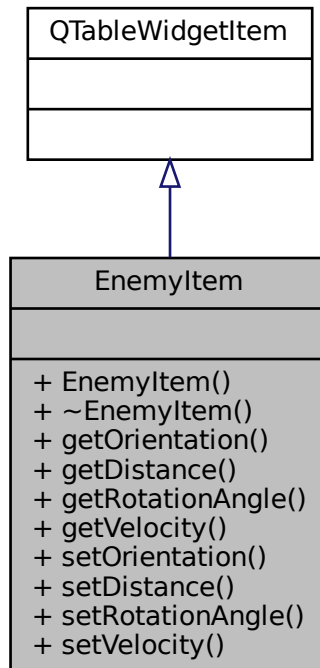 QTableWidgetItem
EnemyItem
+ EnemyItem()
+ ~EnemyItem()
+ getOrientation()
+ getDistance()
+ getRotationAngle()
+ getVelocity()
+ setOrientation()
+ setDistance()
+ setRotationAngle()
+ setVelocity()